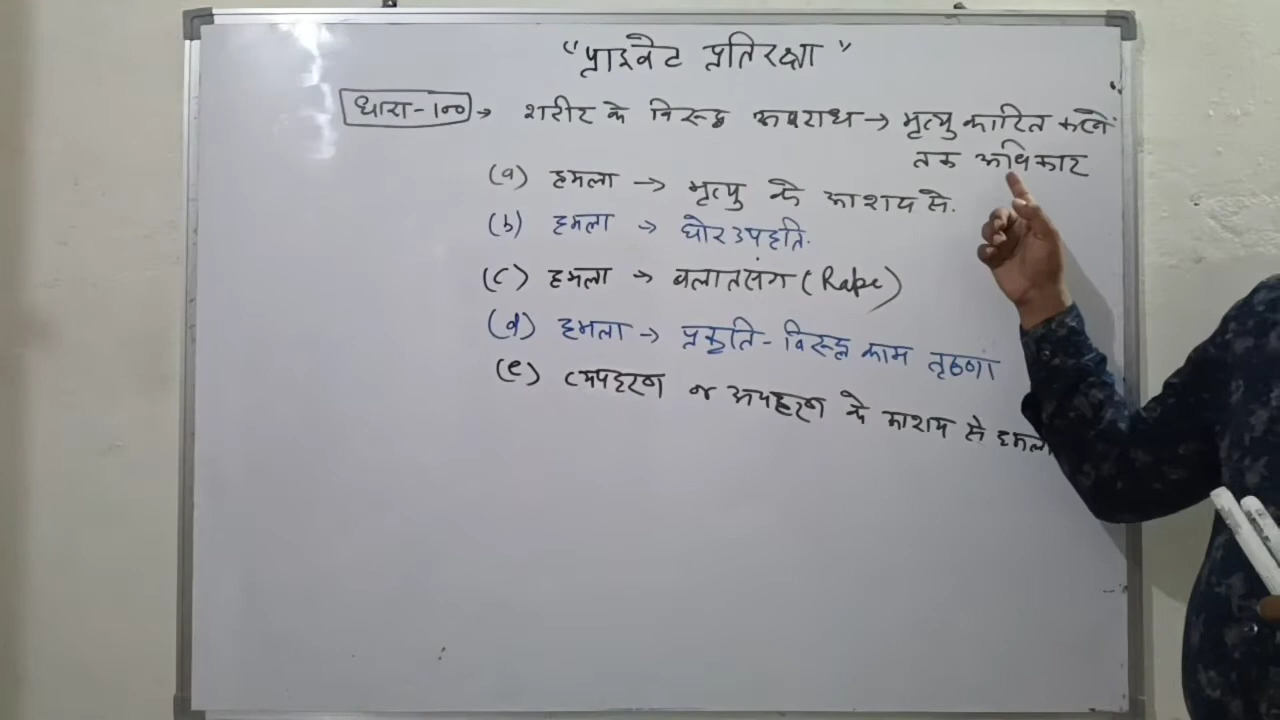 "प्राइवेट प्रतिरक्षा"
धारा-100 → शरीर के विरुद्ध अपराध → मृत्यु कारित करने
तक अधिकार
(a) हमला → मृत्यु के आशय से.
(b) हमला → घोर उपहति.
(c) हमला → बलातसंग (Rape)
(d) हमला → प्रकृति - विरुद्ध काम तृष्णा
(e) व्यपहरण या अपहरण के आशय से हमला